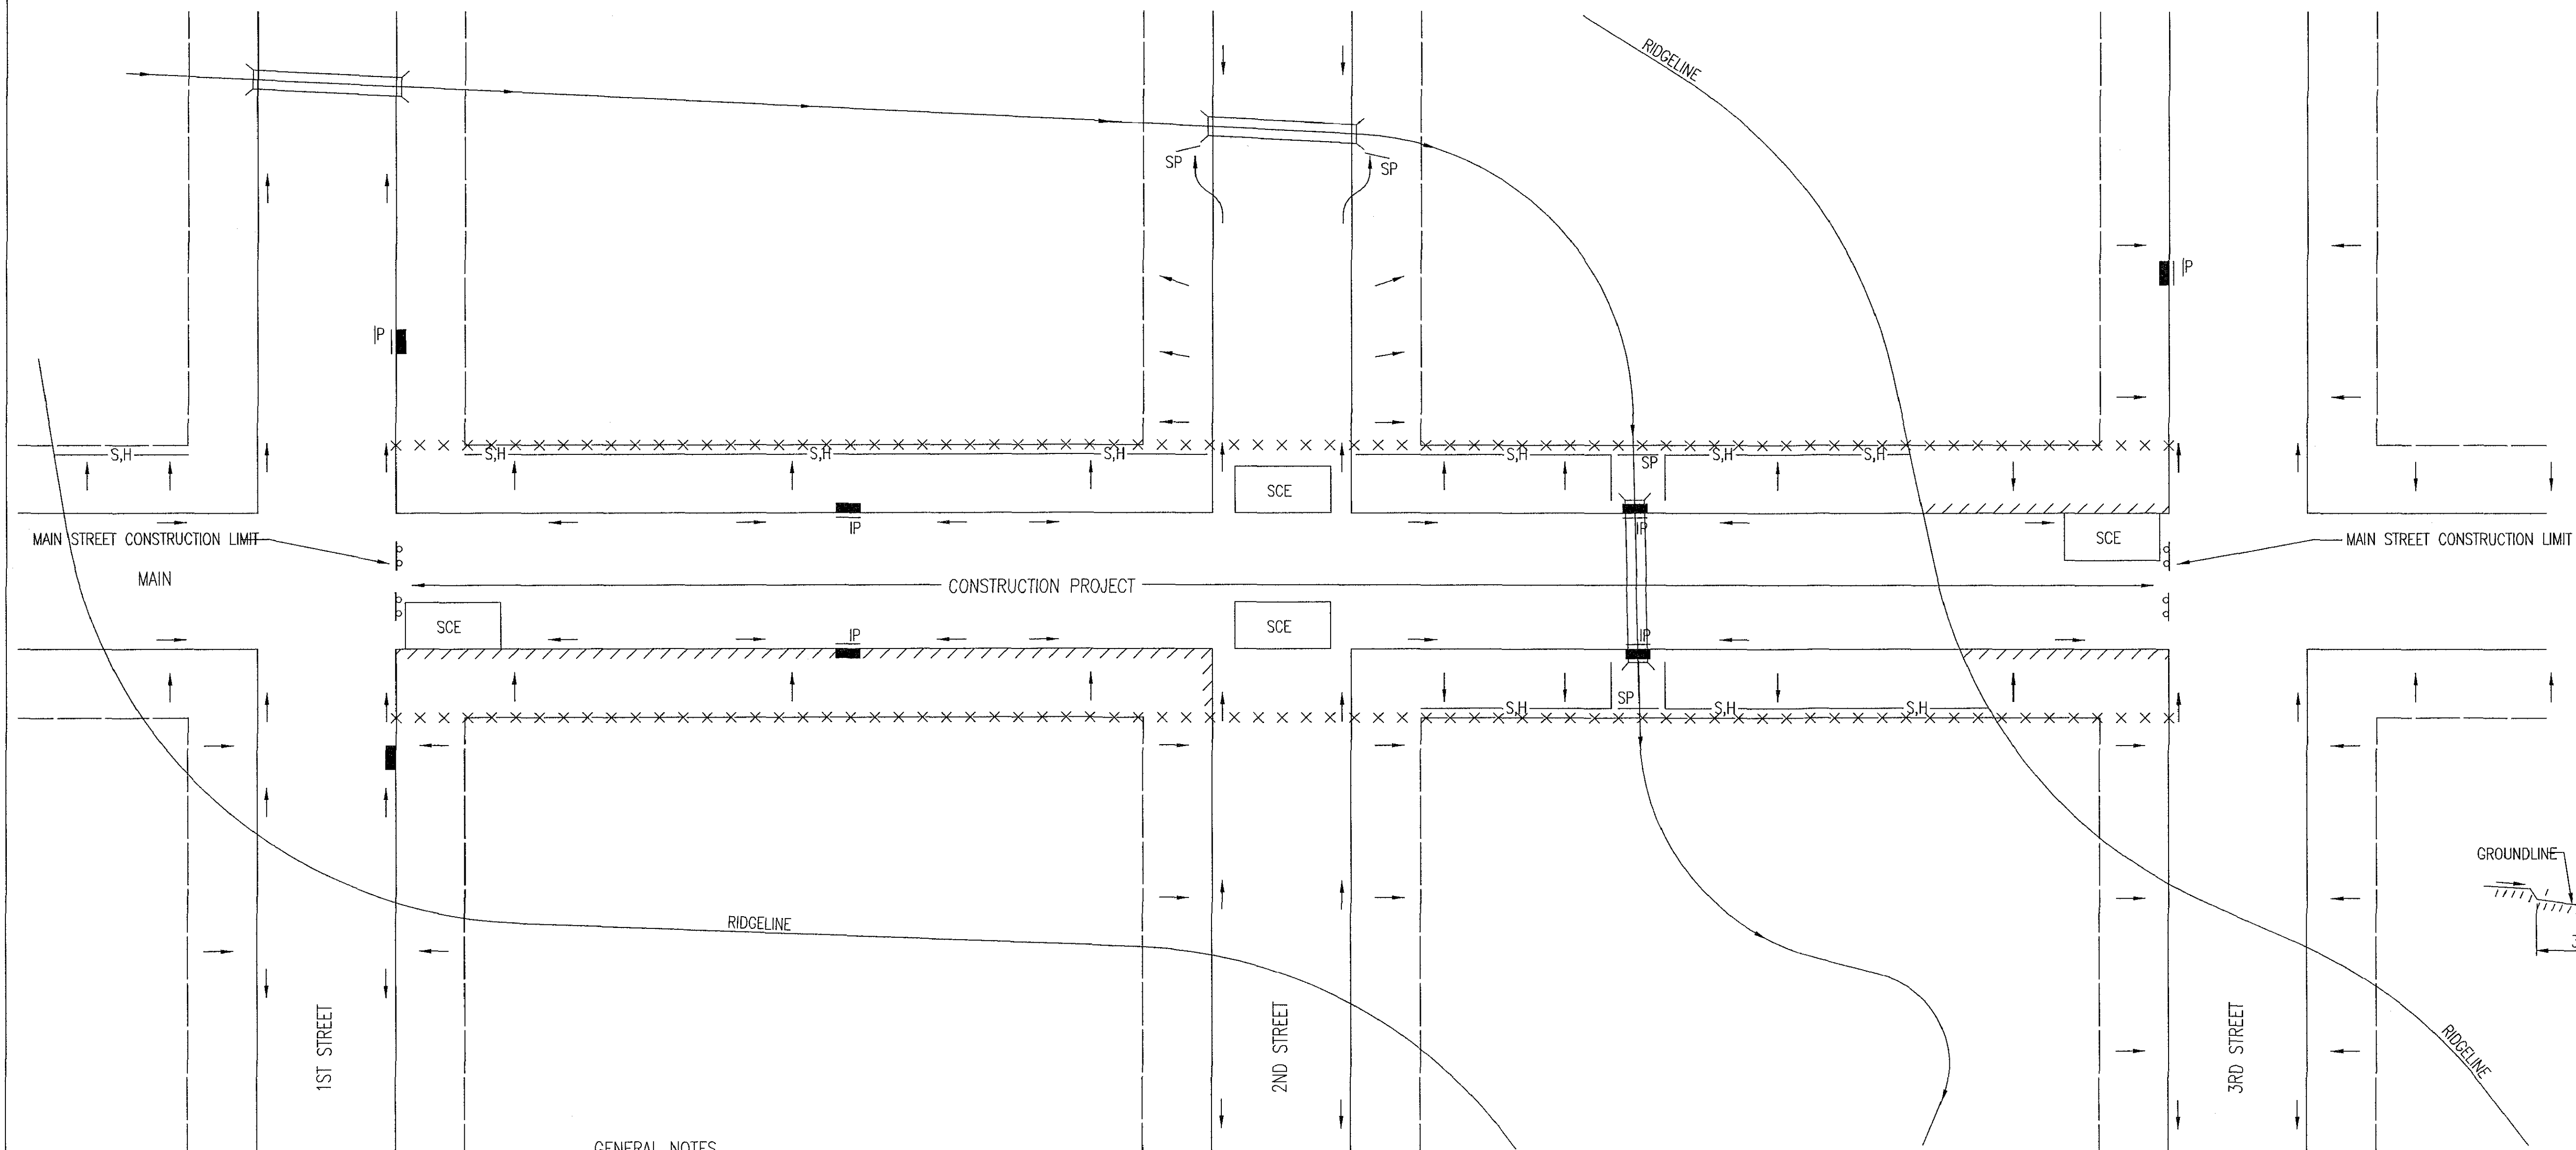 RIDGELINE
SP
SP
IP
IP
S,H
S,H
S,H
S,H
S,H
SP
S,H
S,H
SCE
IP
IP
MAIN STREET CONSTRUCTION LIMIT
SCE
MAIN STREET CONSTRUCTION LIMIT
MAIN
CONSTRUCTION PROJECT
SCE
SCE
IP
IP
SP
S,H
S,H
S,H
GROUNDLINE
RIDGELINE
1ST STREET
2ND STREET
3RD STREET
RIDGELINE
GENERAL NOTES